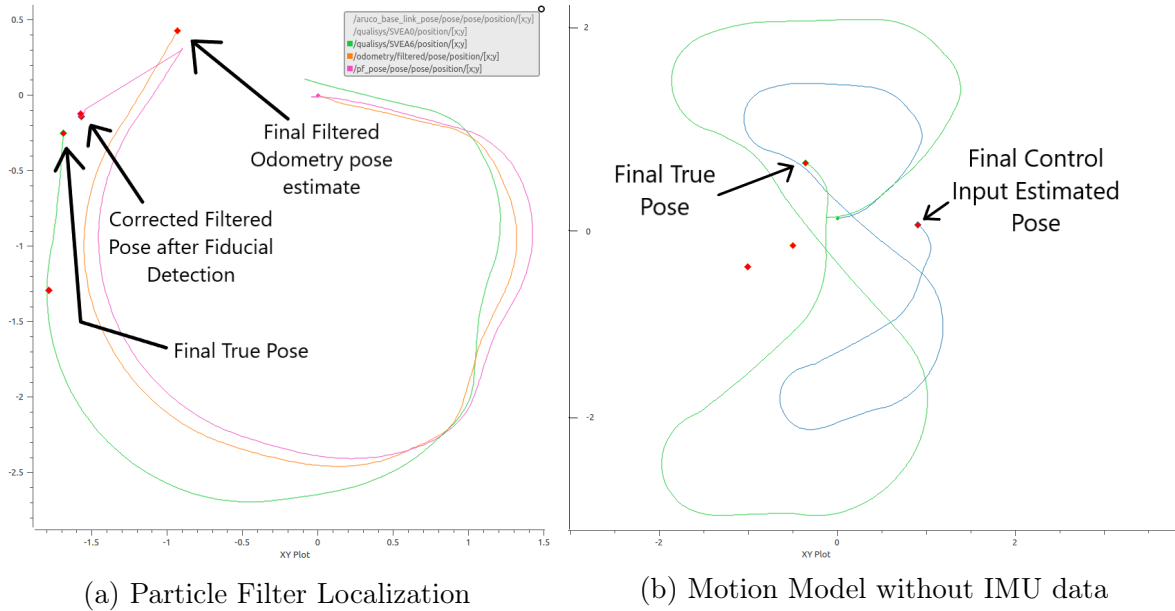 0.5
0
-0.5
-1
-1.5
-2
-2.5
-1.5
-1
-0.5
0
0.5
1
1.5
XY Plot
/aruco_base_link_pose/pose/pose/position/[x;y]
/qualisys/SVEA0/position/[x;y]
/qualisys/SVEA6/position/[x;y]
/odometry/filtered/pose/position/[x;y]
/pf_pose/pose/pose/position/[x;y]
Final Filtered
Odometry pose
estimate
Corrected Filtered
Pose after Fiducial
Detection
Final True Pose
(a) Particle Filter Localization
2
0
-2
-2
0
2
XY Plot
Final True
Pose
Final Control
Input Estimated
Pose
(b) Motion Model without IMU data